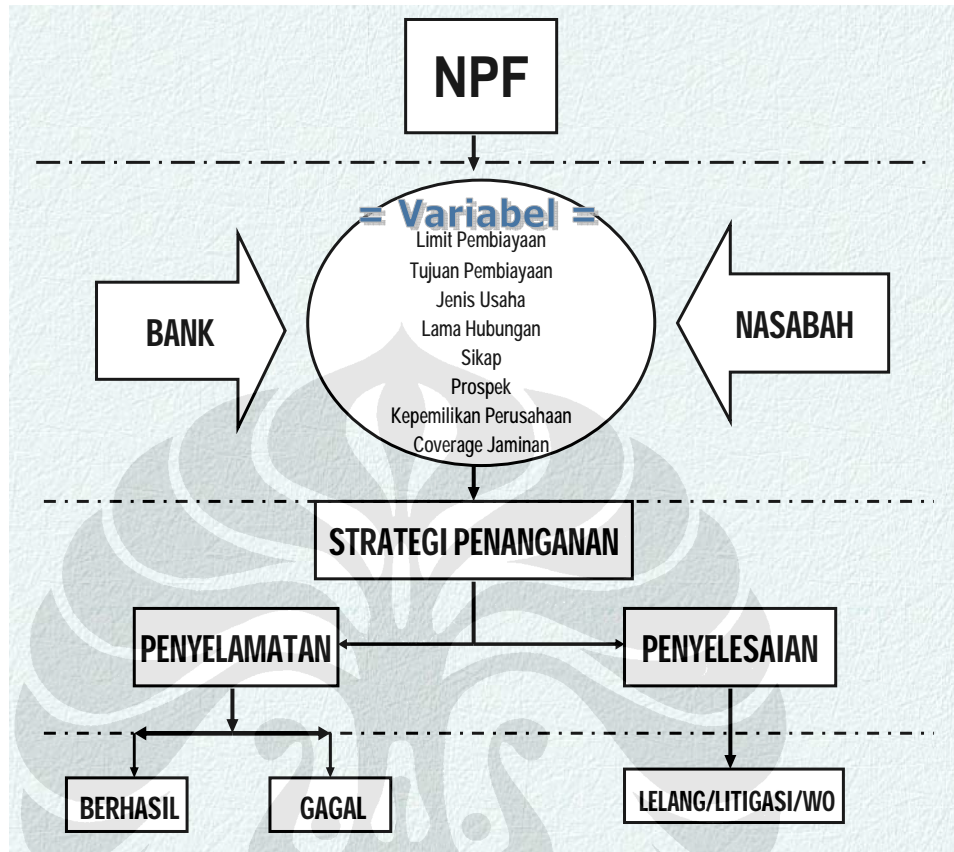 NPF
= Variabel =
Limit Pembiayaan
Tujuan Pembiayaan
Jenis Usaha
Lama Hubungan
Sikap
Prospek
Kepemilikan Perusahaan
Coverage Jaminan
BANK
NASABAH
STRATEGI PENANGANAN
PENYELAMATAN
PENYELESAIAN
BERHASIL
GAGAL
LELANG/LITIGASI/WO